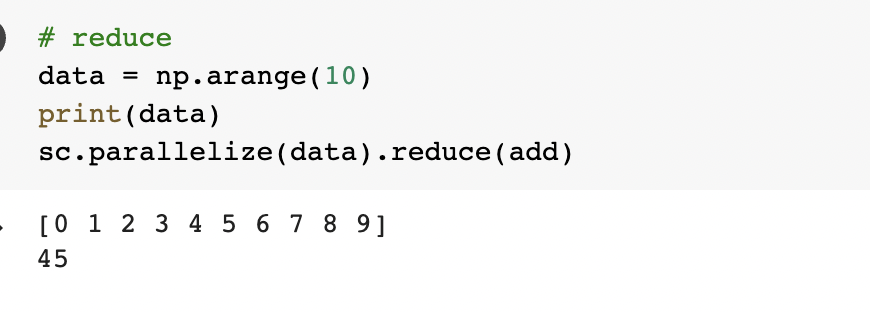 # reduce
data = np.arange(10)
print(data)
sc.parallelize(data).reduce(add)
[0 1 2 3 4 5 6 7 8 9]
45